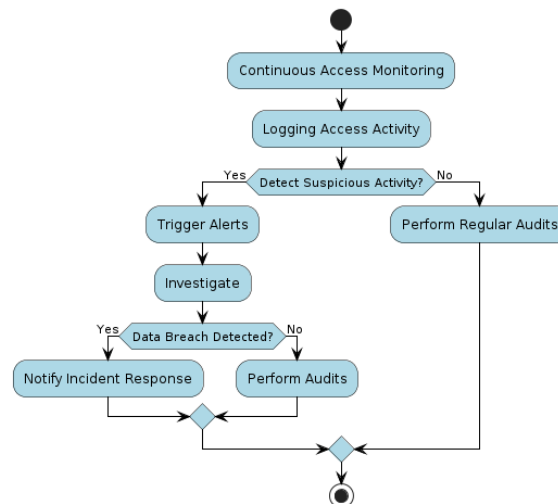 Continuous Access Monitoring
Logging Access Activity
Yes
Detect Suspicious Activity?
No
Trigger Alerts
Perform Regular Audits
Investigate
Yes
Data Breach Detected?
No
Notify Incident Response
Perform Audits